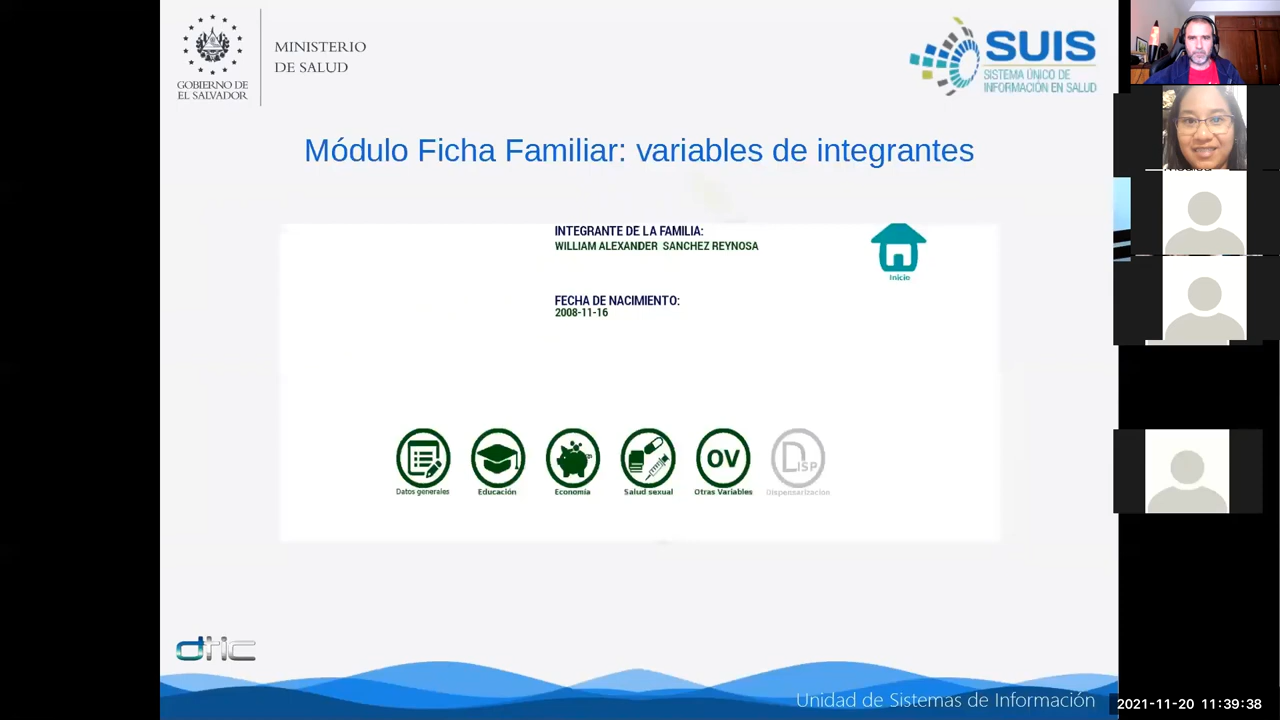 MINISTERIO
DE SALUD
GOBIERNO DE
EL SALVADOR
SUIS
SISTEMA ÚNICO DE
INFORMACIÓN EN SALUD
Módulo Ficha Familiar: variables de integrantes
INTEGRANTE DE LA FAMILIA:
WILLIAM ALEXANDER SANCHEZ REYNOSA
Inicio
FECHA DE NACIMIENTO:
2008-11-16
OV
DISP
Datos generales
Educación
Economía
Salud sexual
Otras Variables
Dispensarizacion
dtic
Unidad de Sistemas de Información
2021-11-20 11:39:38